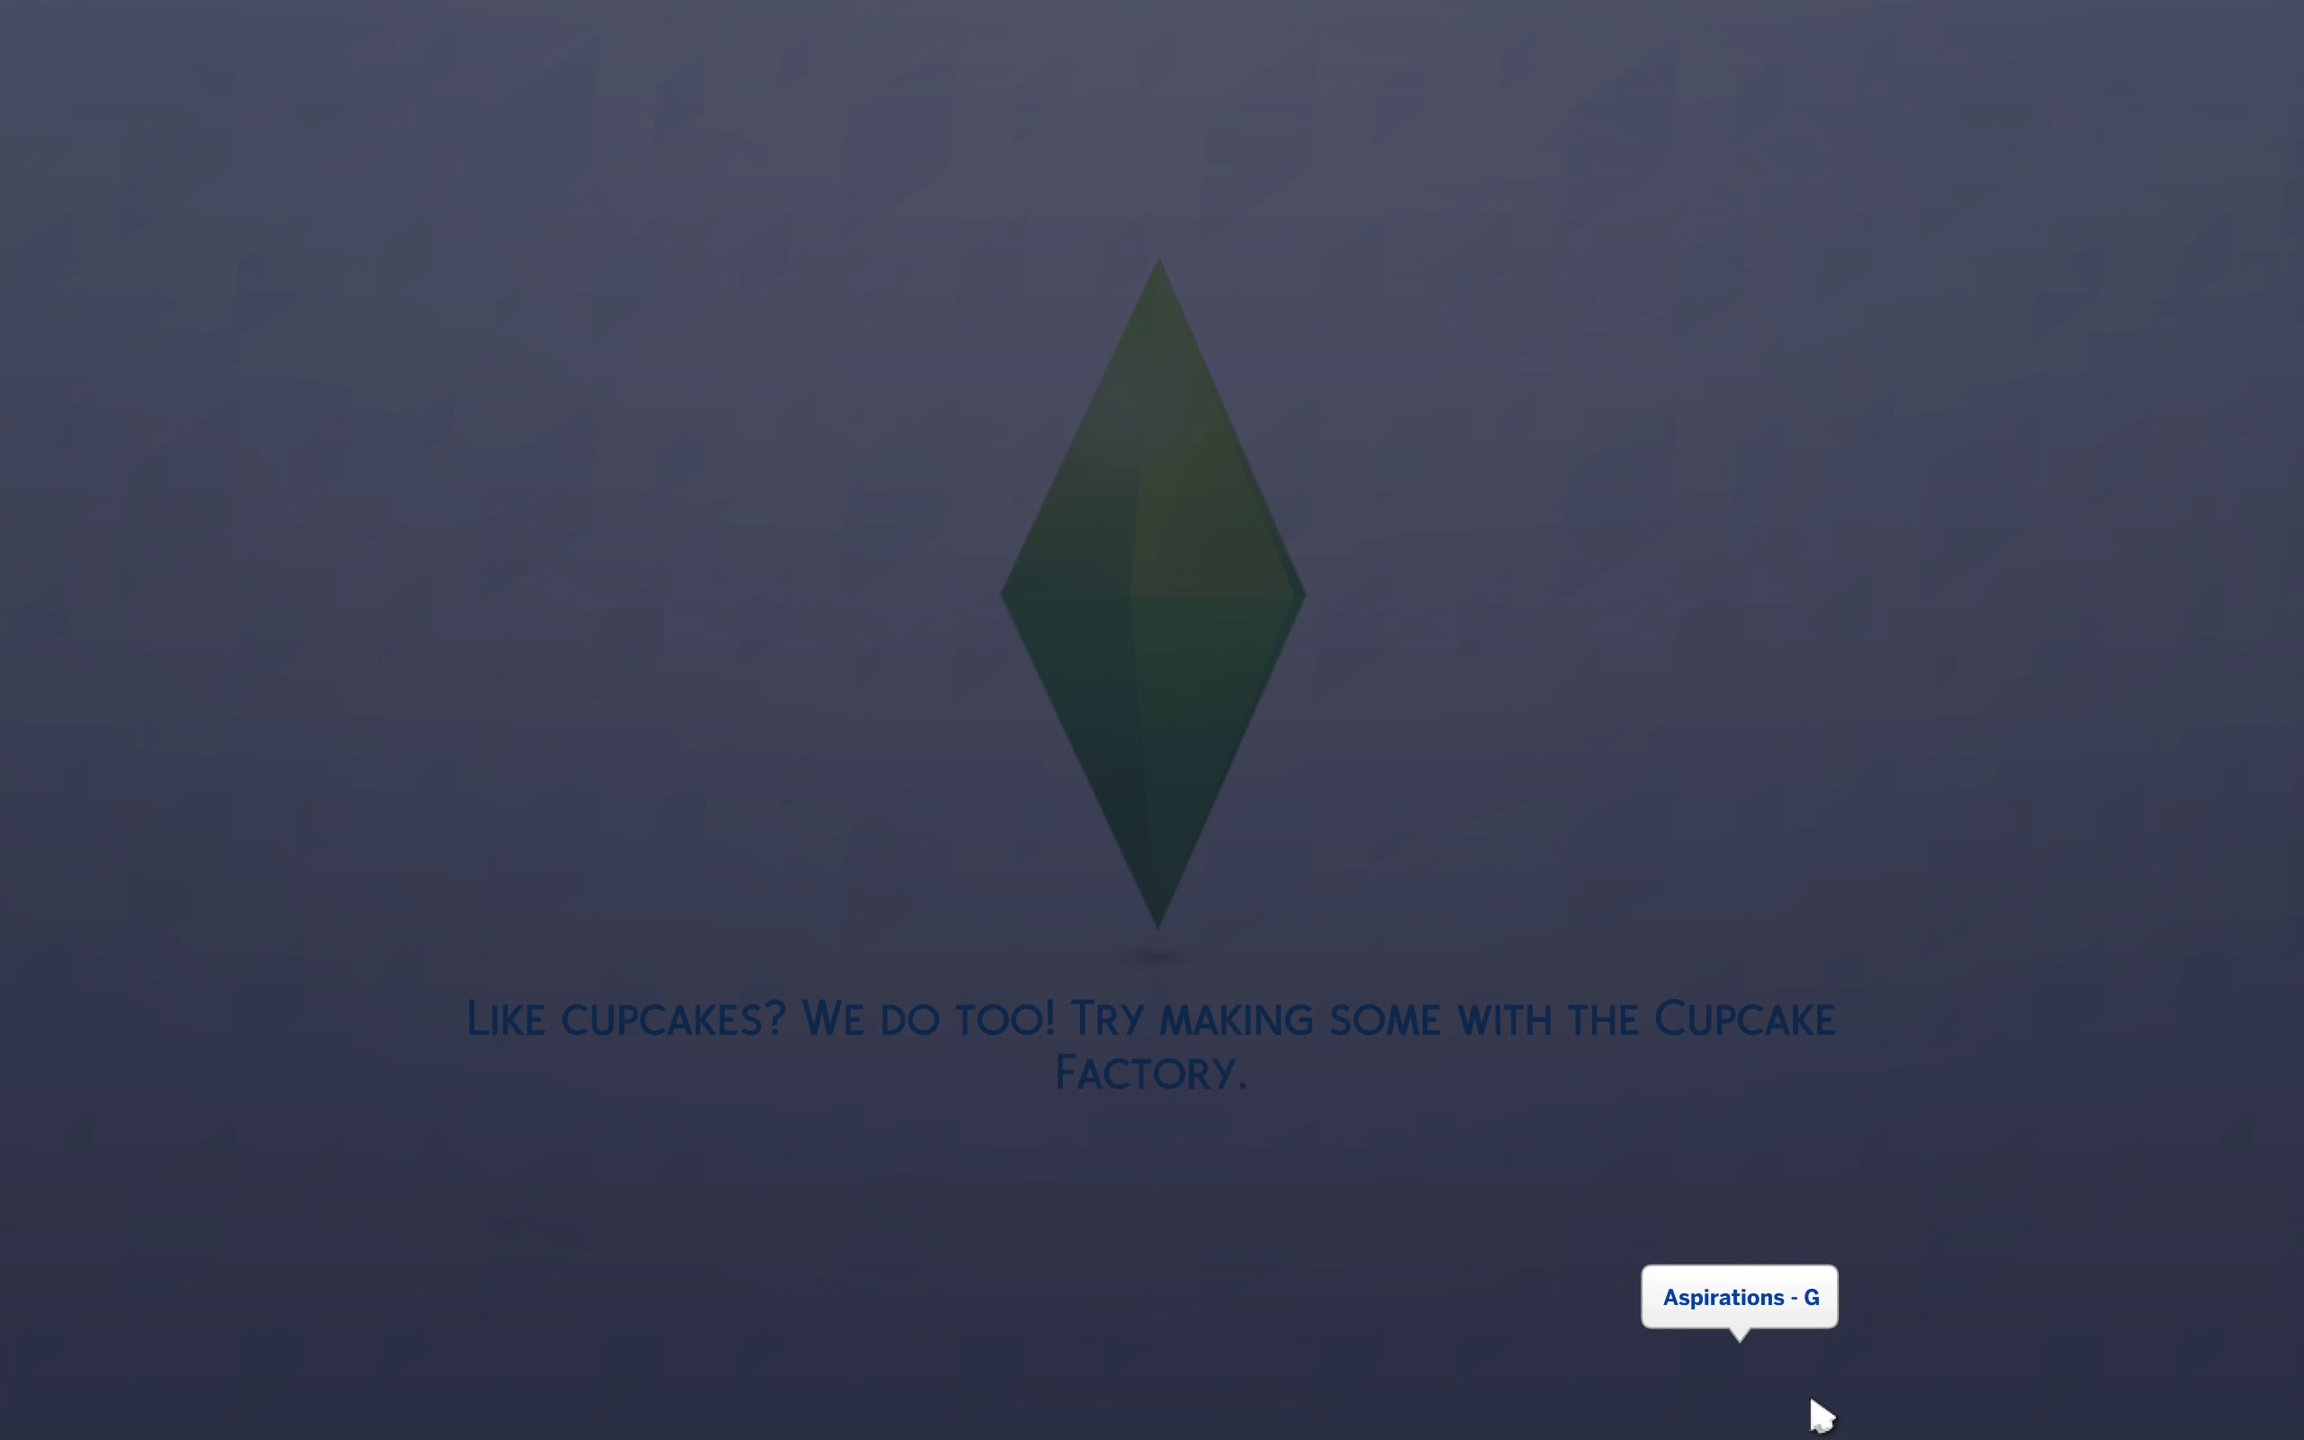 Like cupcakes? We do too! Try making some with the Cupcake
Factory.
Aspirations - G